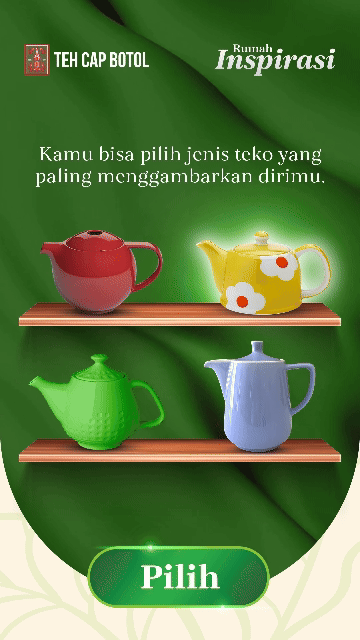 TEH CAP BOTOL
Rumah
Inspirasi
Kamu bisa pilih jenis teko yang
paling menggambarkan dirimu.
Pilih